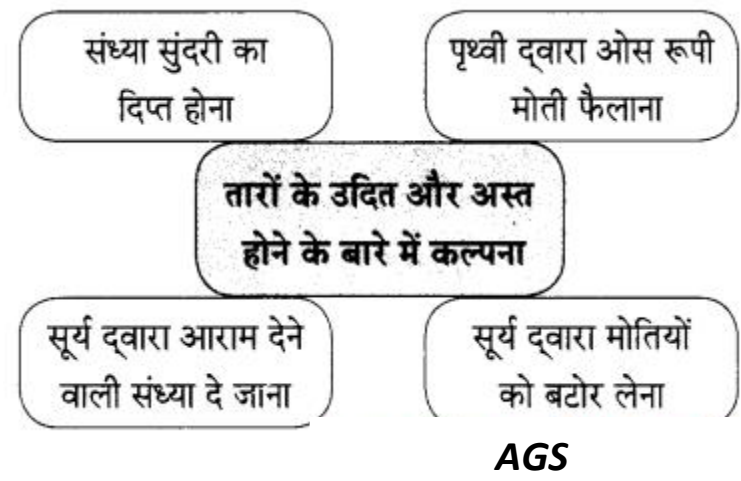 संध्या सुंदरी का
दिप्त होना
पृथ्वी द्वारा ओस रूपी
मोती फैलाना
तारों के उदित और अस्त
होने के बारे में कल्पना
सूर्य द्वारा आराम देने
वाली संध्या दे जाना
सूर्य द्वारा मोतियों
को बटोर लेना
AGS